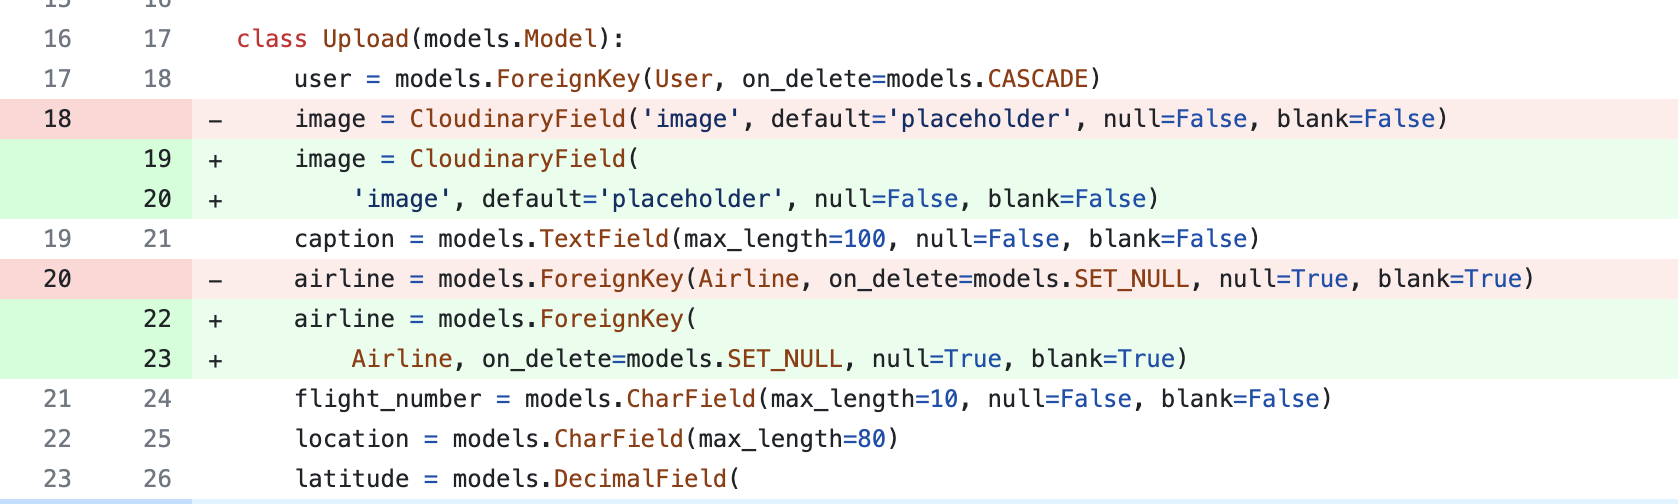 15 16
16 17 class Upload(models.Model):
17 18 user = models.ForeignKey(User, on_delete=models.CASCADE)
18 - image = CloudinaryField('image', default='placeholder', null=False, blank=False)
19 + image = CloudinaryField(
20 + 'image', default='placeholder', null=False, blank=False)
19 21 caption = models.TextField(max_length=100, null=False, blank=False)
20 - airline = models.ForeignKey(Airline, on_delete=models.SET_NULL, null=True, blank=True)
22 + airline = models.ForeignKey(
23 + Airline, on_delete=models.SET_NULL, null=True, blank=True)
21 24 flight_number = models.CharField(max_length=10, null=False, blank=False)
22 25 location = models.CharField(max_length=80)
23 26 latitude = models.DecimalField(